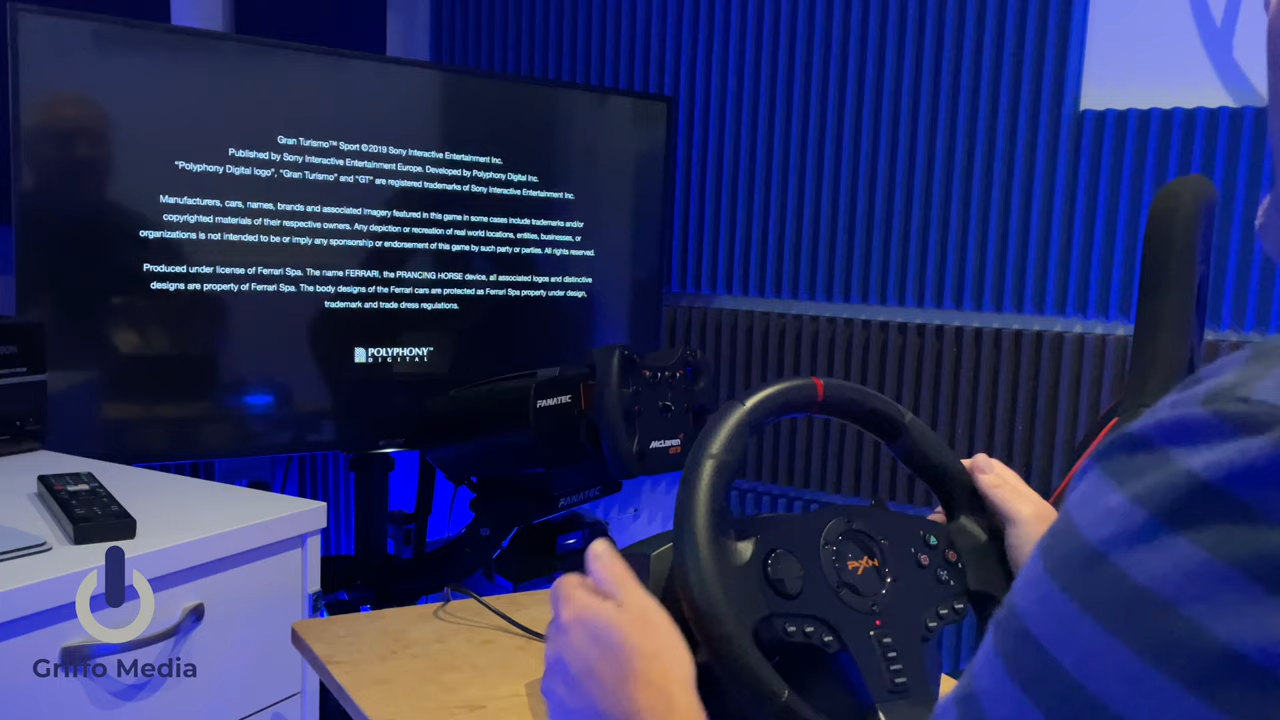 Gran Turismo™ Sport ©2019 Sony Interactive Entertainment Inc.
Published by Sony Interactive Entertainment Europe. Developed by Polyphony Digital Inc.
"Polyphony Digital logo", "Gran Turismo" and "GT" are registered trademarks of Sony Interactive Entertainment Inc.
Manufacturers, cars, names, brands and associated imagery featured in this game in some cases include trademarks and/or
copyrighted materials of their respective owners. Any depiction or recreation of real world locations, entities, businesses, or
organizations is not intended to be or imply any sponsorship or endorsement of this game by such party or parties. All rights reserved.
Produced under license of Ferrari Spa. The name FERRARI, the PRANCING HORSE device, all associated logos and distinctive
designs are property of Ferrari Spa. The body designs of the Ferrari cars are protected as Ferrari Spa property under design,
trademark and trade dress regulations.
POLYPHONY™
DIGITAL
FANATEC
McLaren
FANATEC
PXN
Griffo Media